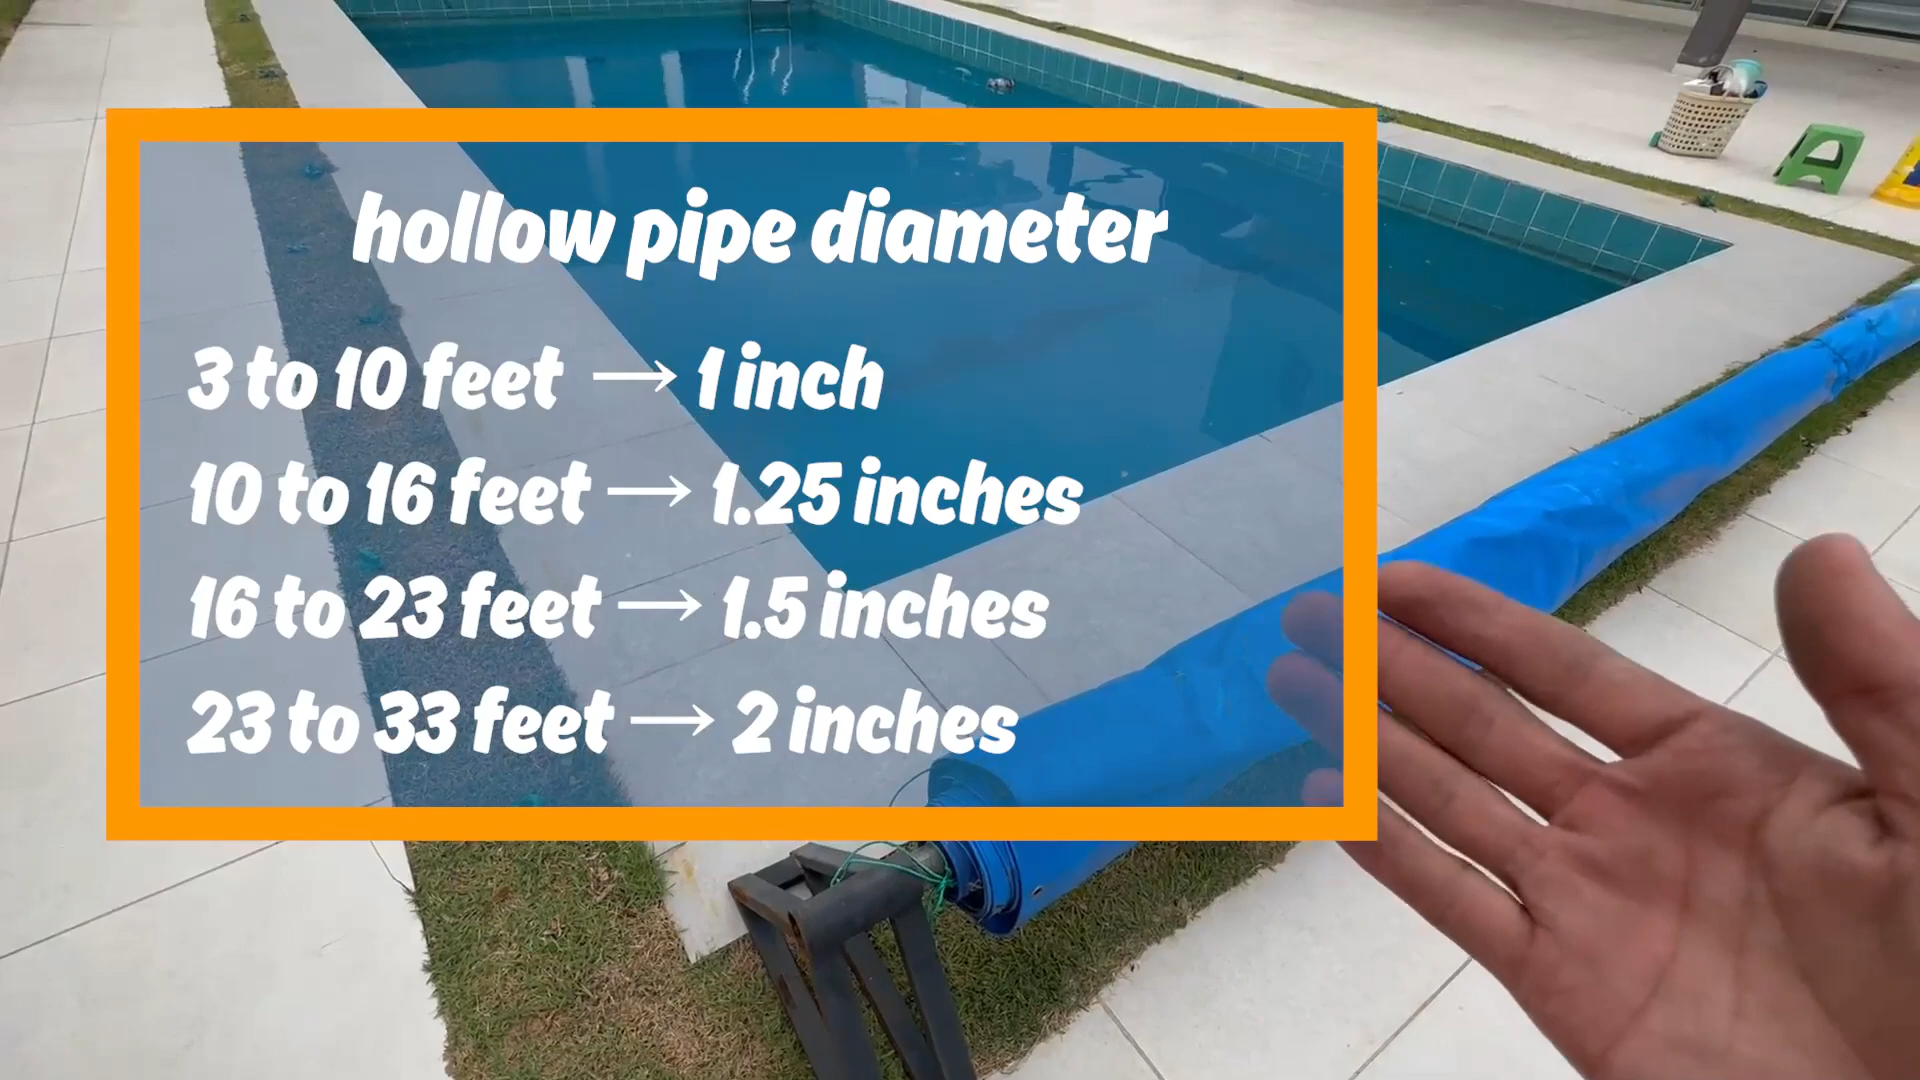 hollow pipe diameter
3 to 10 feet → 1 inch
10 to 16 feet → 1.25 inches
16 to 23 feet → 1.5 inches
23 to 33 feet → 2 inches